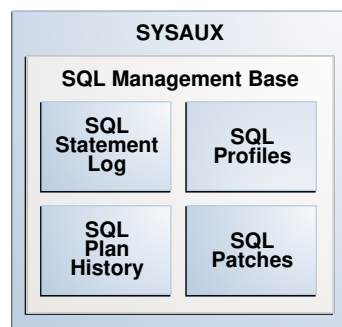 SYSAUX
SQL Management Base
SQL
Statement
Log
SQL
Profiles
SQL
Plan
History
SQL
Patches